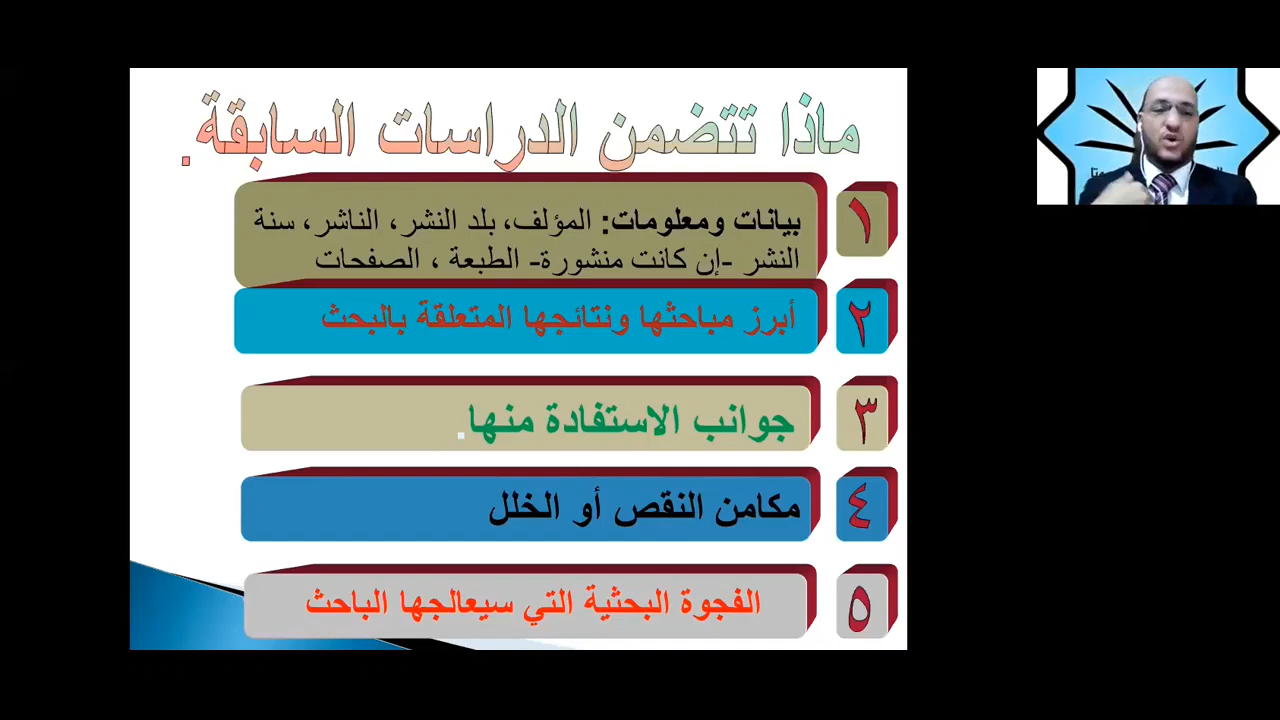 ماذا تتضمن الدراسات السابقة.
١
بيانات ومعلومات: المؤلف، بلد النشر، الناشر، سنة
النشر -إن كانت منشورة- الطبعة ، الصفحات
٢
أبرز مباحثها ونتائجها المتعلقة بالبحث
٣
جوانب الاستفادة منها.
٤
مكامن النقص أو الخلل
٥
الفجوة البحثية التي سيعالجها الباحث